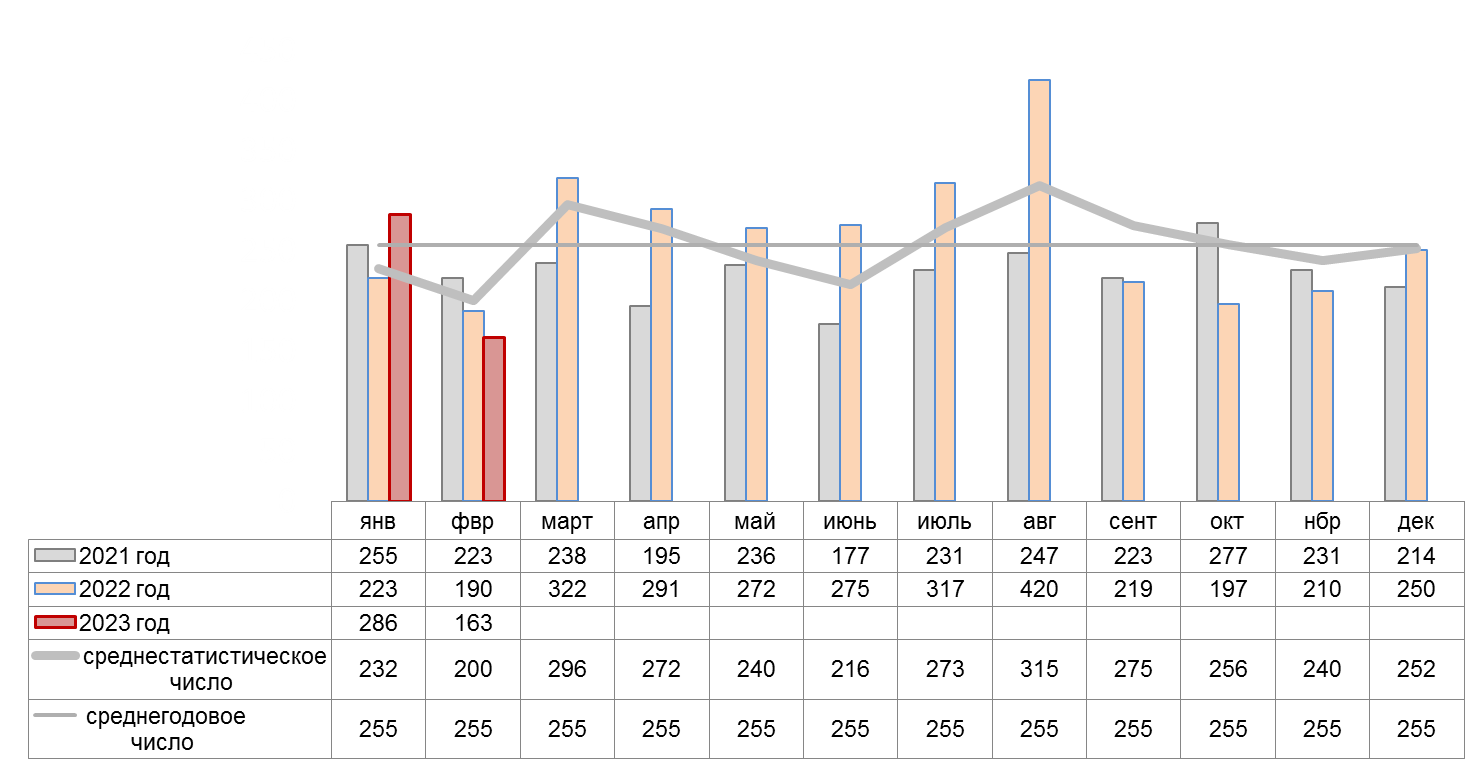 янв фвр март апр май июнь июль авг сент окт нбр дек
2021 год 255 223 238 195 236 177 231 247 223 277 231 214
2022 год 223 190 322 291 272 275 317 420 219 197 210 250
2023 год 286 163
среднестатистическое
число 232 200 296 272 240 216 273 315 275 256 240 252
среднегодовое
число 255 255 255 255 255 255 255 255 255 255 255 255